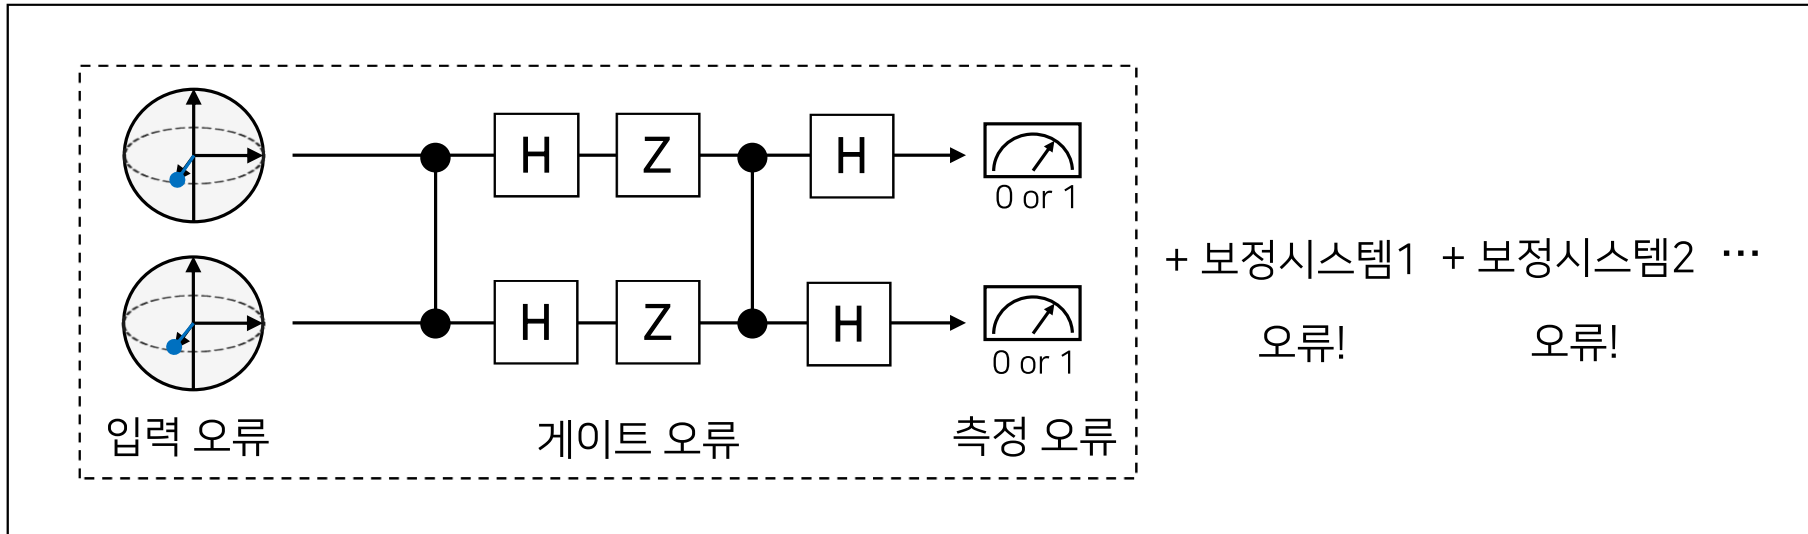 H Z H
0 or 1
H Z H
0 or 1
입력 오류 게이트 오류 측정 오류
+ 보정시스템1 + 보정시스템2 ···
오류! 오류!